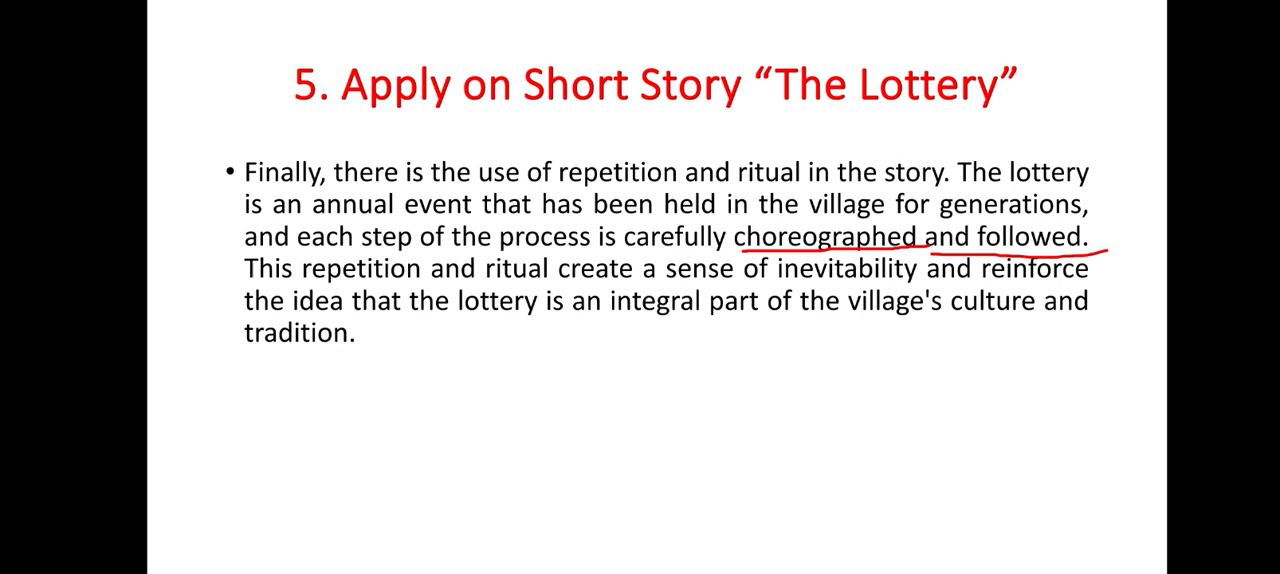 5. Apply on Short Story “The Lottery”
• Finally, there is the use of repetition and ritual in the story. The lottery
is an annual event that has been held in the village for generations,
and each step of the process is carefully choreographed and followed.
This repetition and ritual create a sense of inevitability and reinforce
the idea that the lottery is an integral part of the village's culture and
tradition.